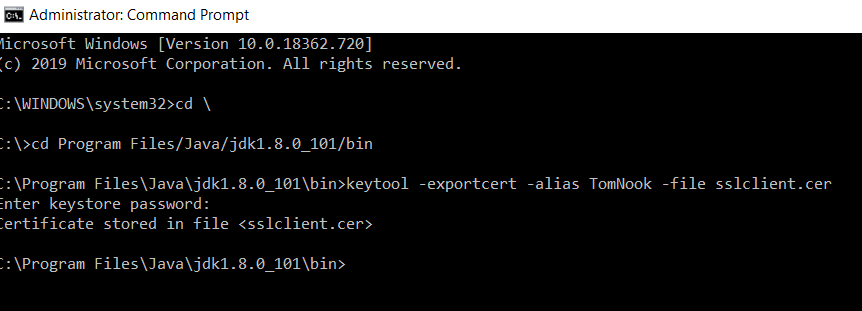 Administrator: Command Prompt
Microsoft Windows [Version 10.0.18362.720]
(c) 2019 Microsoft Corporation. All rights reserved.
C:\WINDOWS\system32>cd \
C:\>cd Program Files/Java/jdk1.8.0_101/bin
C:\Program Files\Java\jdk1.8.0_101\bin>keytool -exportcert -alias TomNook -file sslclient.cer
Enter keystore password:
Certificate stored in file <sslclient.cer>
C:\Program Files\Java\jdk1.8.0_101\bin>